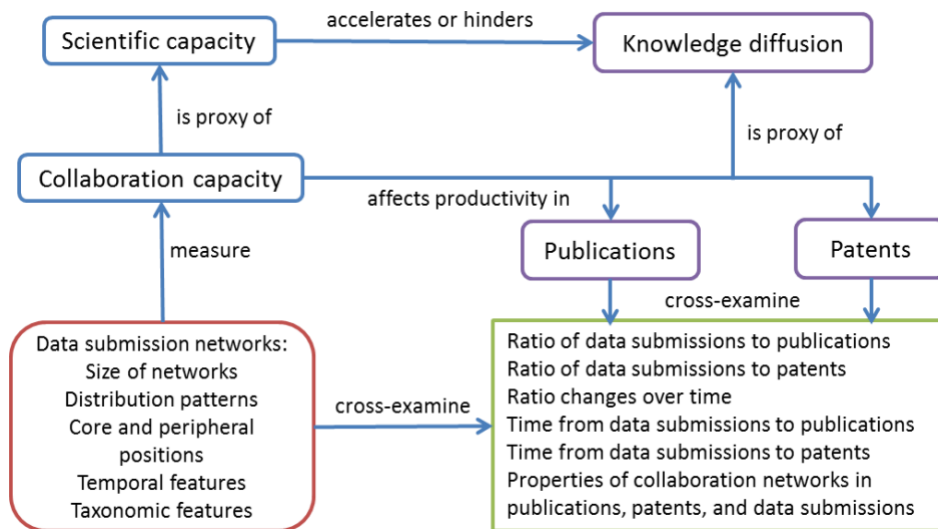 Scientific capacity
accelerates or hinders
Knowledge diffusion
is proxy of
is proxy of
Collaboration capacity
affects productivity in
measure
Publications
Patents
cross-examine
Data submission networks:
Size of networks
Distribution patterns
Core and peripheral
positions
Temporal features
Taxonomic features
cross-examine
Ratio of data submissions to publications
Ratio of data submissions to patents
Ratio changes over time
Time from data submissions to publications
Time from data submissions to patents
Properties of collaboration networks in
publications, patents, and data submissions